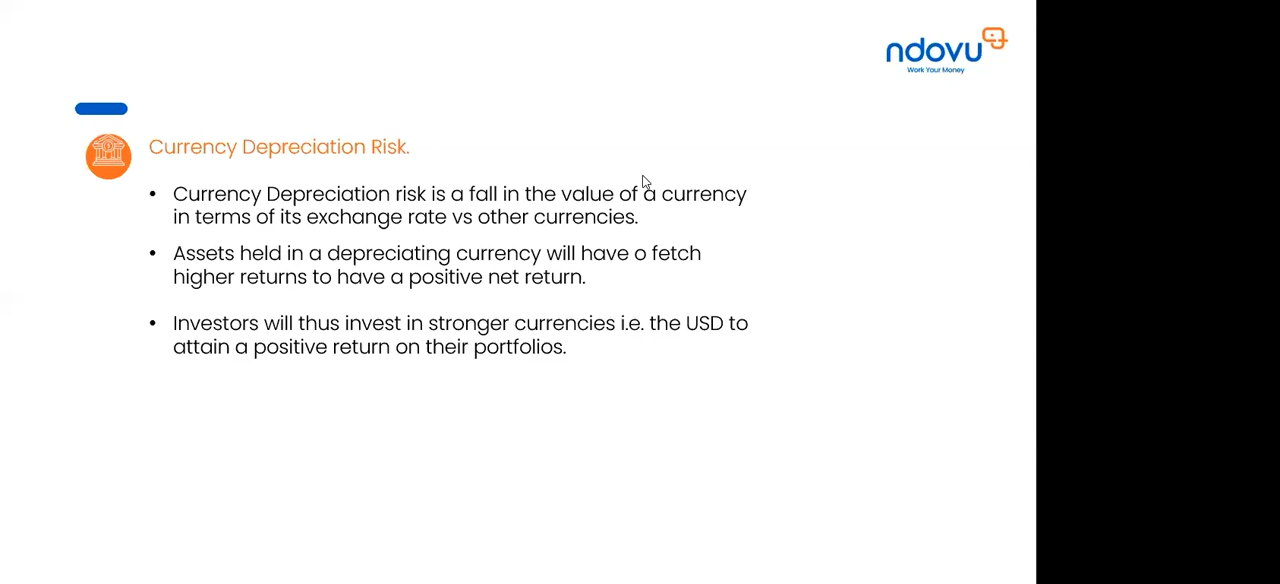 ndovu
Work Your Money
Currency Depreciation Risk.
• Currency Depreciation risk is a fall in the value of a currency
in terms of its exchange rate vs other currencies.
• Assets held in a depreciating currency will have o fetch
higher returns to have a positive net return.
• Investors will thus invest in stronger currencies i.e. the USD to
attain a positive return on their portfolios.